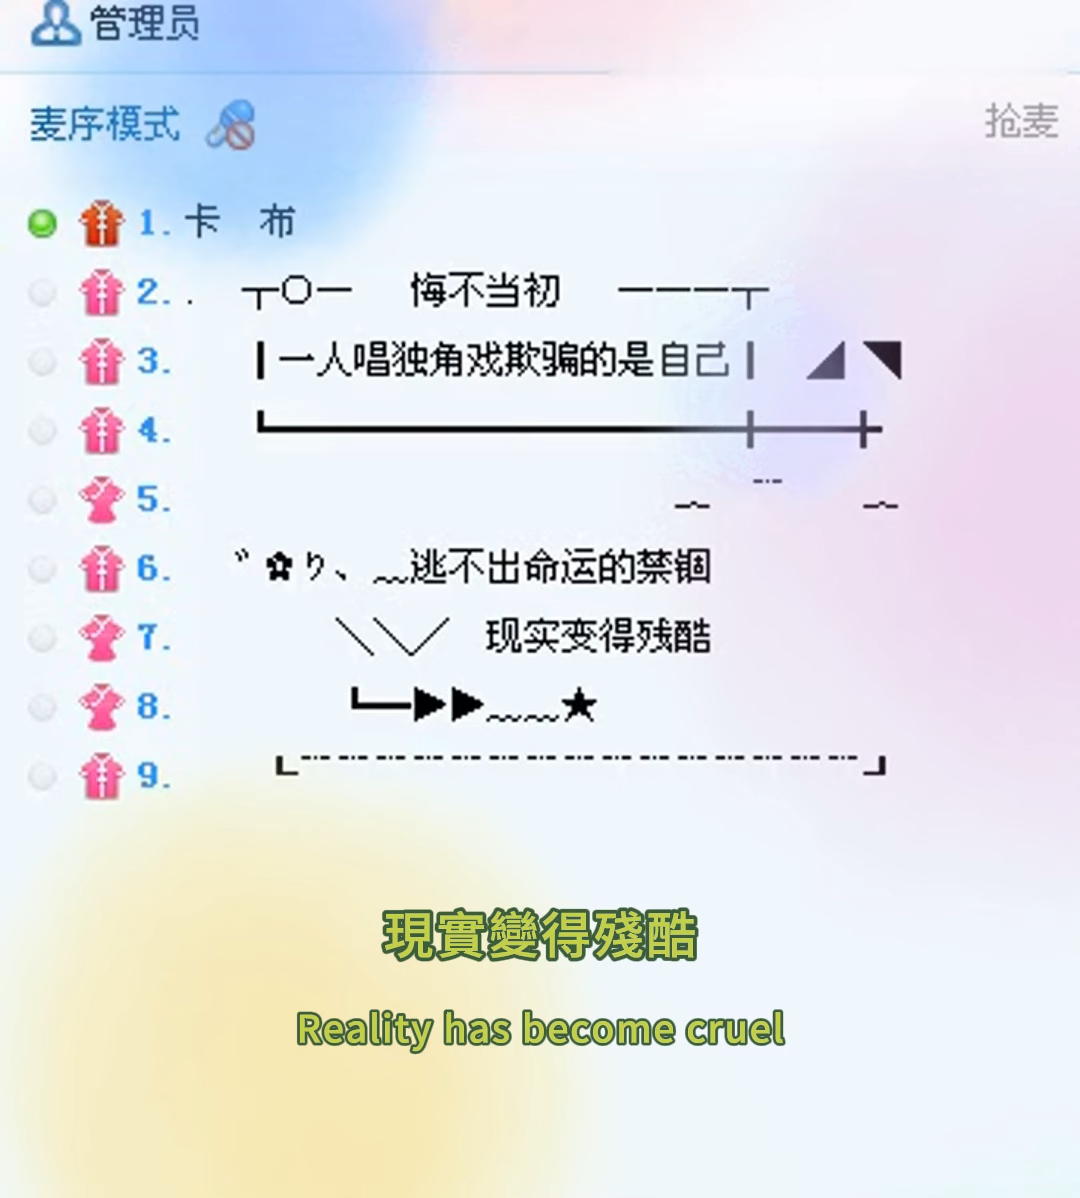 管理员
麦序模式 抢麦
1. 卡 布
2. . ┬○─ 悔不当初 ────┬
3. ┃一人唱独角戏欺骗的是自己┃ ◢ ◥
4. ┗━━━━━━━━━━━━╋━━╋
5.
6. ゛✿り、﹏逃不出命运的禁锢
7. ╲╲╱ 现实变得残酷
8. ┗━▶▶﹏﹏★
9. ┗┈┈┈┈┈┈┈┈┈┈┈┈┈┈┈┛
現實變得殘酷
Reality has become cruel